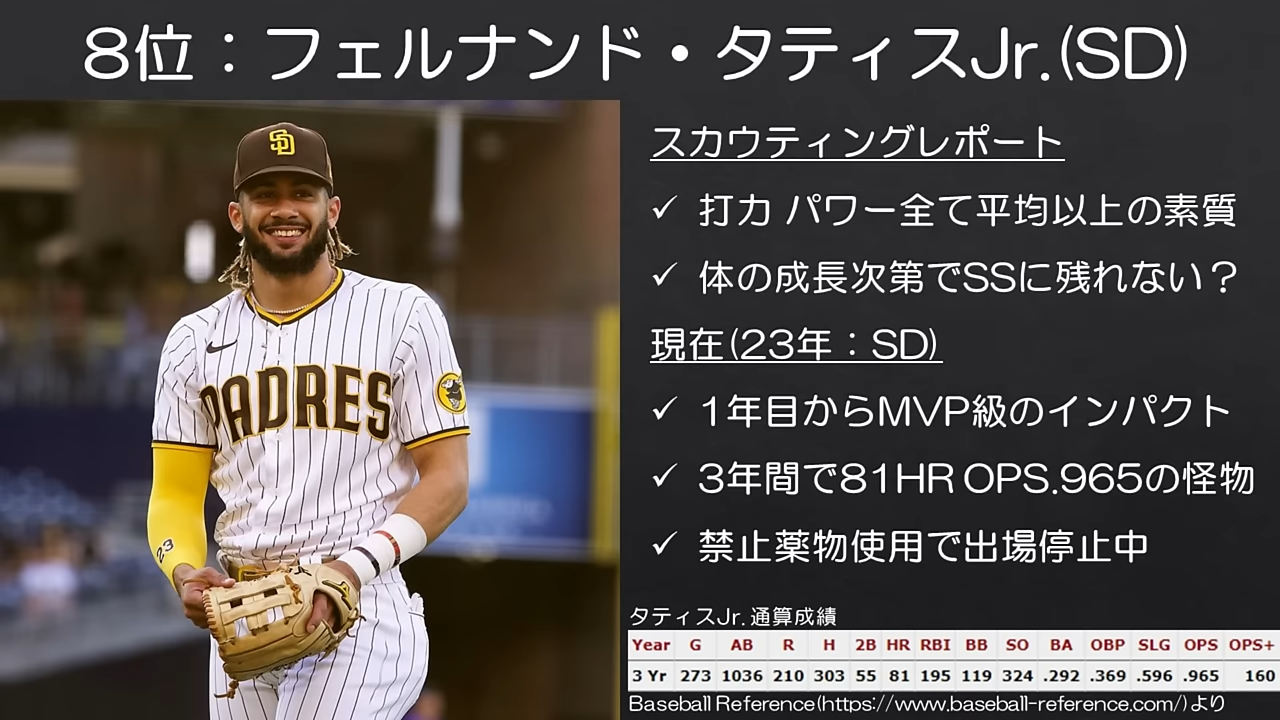 8位：フェルナンド・タティスJr.(SD)
スカウティングレポート
✓ 打力 パワー全て平均以上の素質
✓ 体の成長次第でSSに残れない？
現在(23年：SD)
✓ 1年目からMVP級のインパクト
✓ 3年間で81HR OPS.965の怪物
✓ 禁止薬物使用で出場停止中
SD
PADRES
23
タティスJr. 通算成績
Year G AB R H 2B HR RBI BB SO BA OBP SLG OPS OPS+
3 Yr 273 1036 210 303 55 81 195 119 324 .292 .369 .596 .965 160
Baseball Reference(https://www.baseball-reference.com/)より